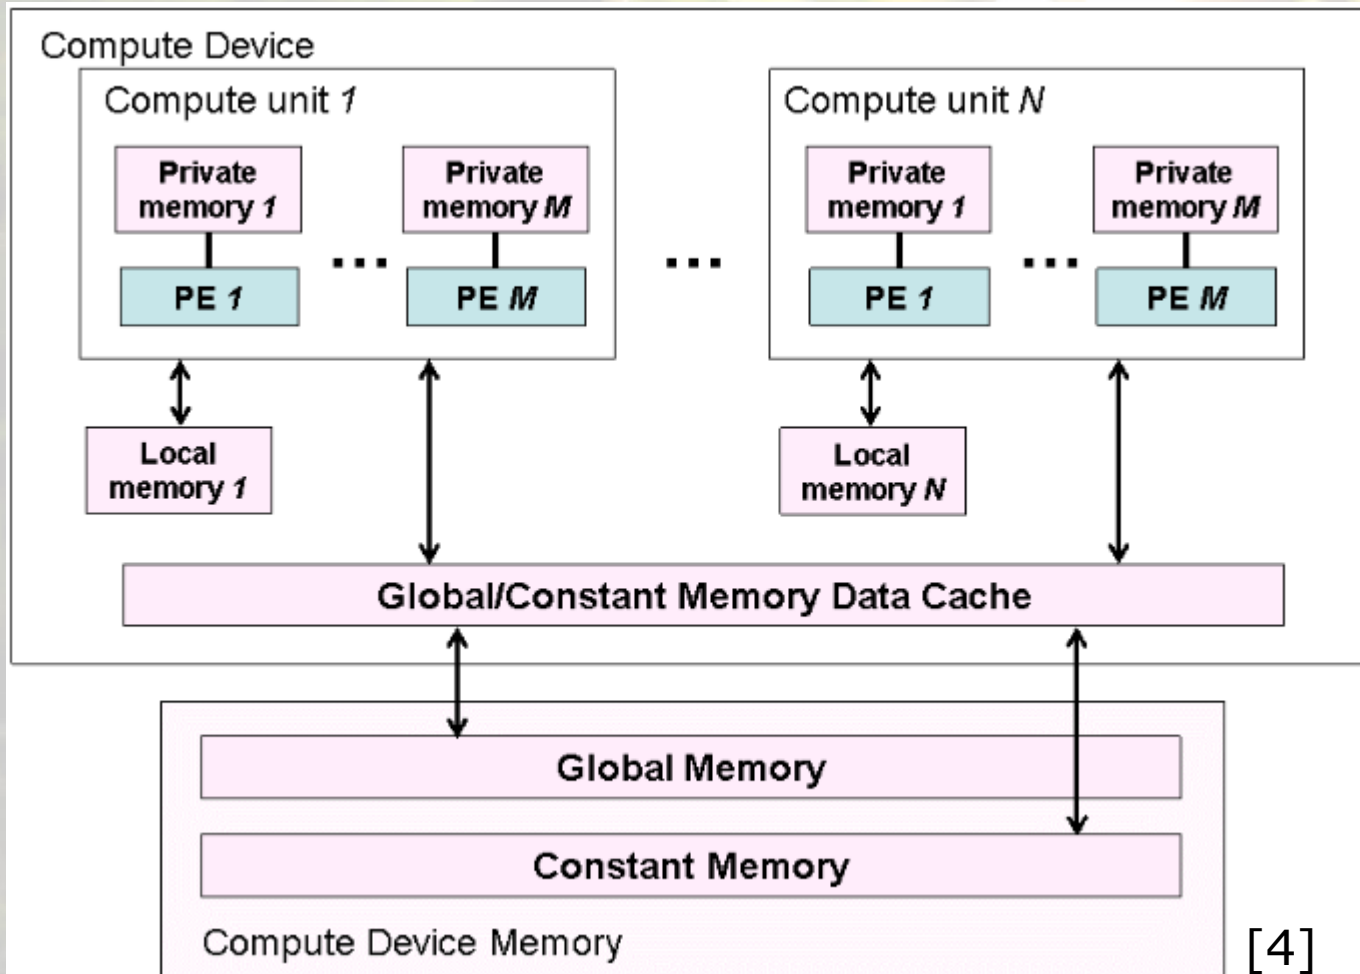 Compute Device
Compute unit 1
Compute unit N
Private
memory 1
Private
memory M
Private
memory 1
Private
memory M
...
...
...
PE 1
PE M
PE 1
PE M
Local
memory 1
Local
memory N
Global/Constant Memory Data Cache
Global Memory
Constant Memory
Compute Device Memory
[4]